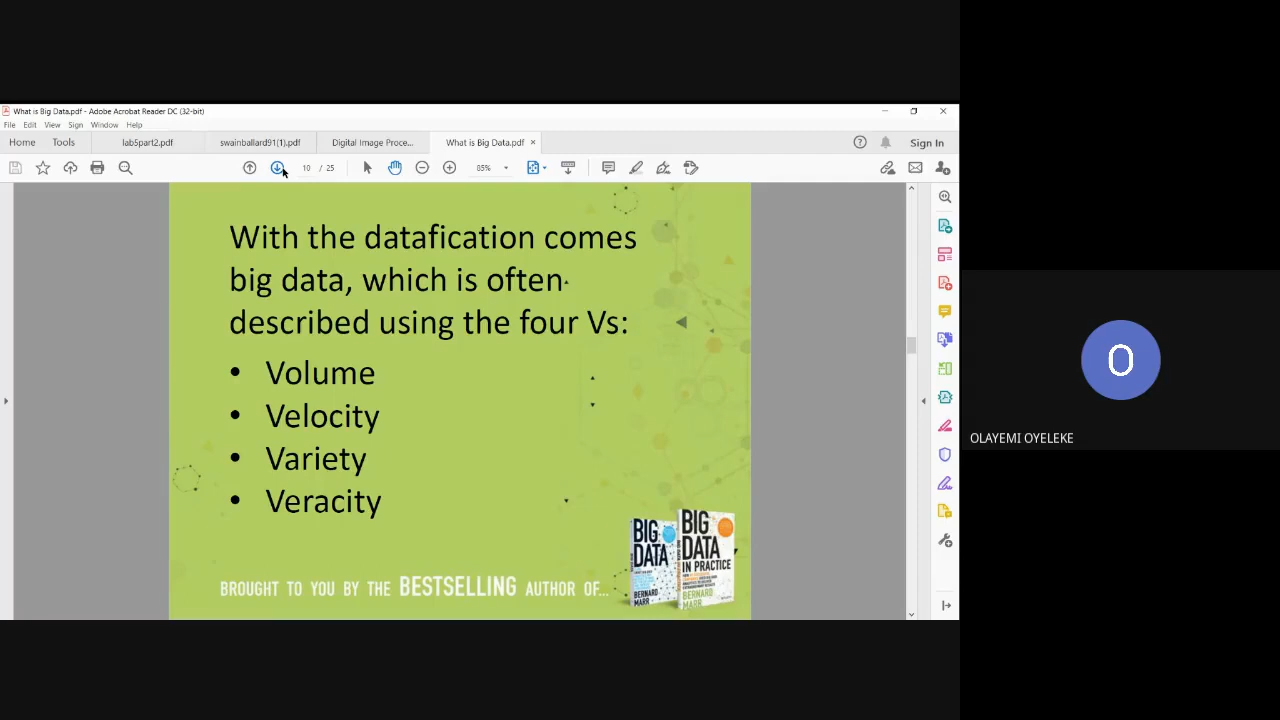 What is Big Data.pdf - Adobe Acrobat Reader DC (32-bit)
File Edit View Sign Window Help
Home Tools lab5part2.pdf swainballard91(1).pdf Digital Image Proce... What is Big Data.pdf × Sign In
10 / 25 85%
With the datafication comes
big data, which is often
described using the four Vs:
• Volume
• Velocity
• Variety
• Veracity
BROUGHT TO YOU BY THE BESTSELLING AUTHOR OF...
BIG
DATA
BERNARD
MARR
BIG
DATA
IN PRACTICE
BERNARD
MARR
O
OLAYEMI OYELEKE